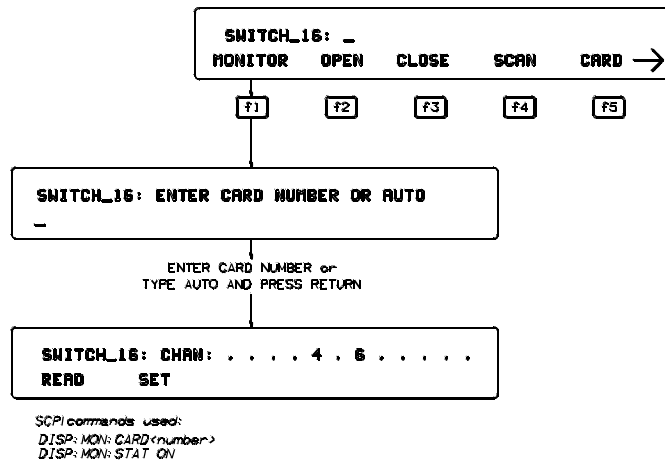 SWITCH_16: _
MONITOR OPEN CLOSE SCAN CARD
f1 f2 f3 f4 f5
SWITCH_16: ENTER CARD NUMBER OR AUTO
_
ENTER CARD NUMBER or
TYPE AUTO AND PRESS RETURN
SWITCH_16: CHAN: . . . . 4 . 6 . . . . .
READ SET
SCPI commands used:
DISP:MON:CARD<number>
DISP:MON:STAT ON